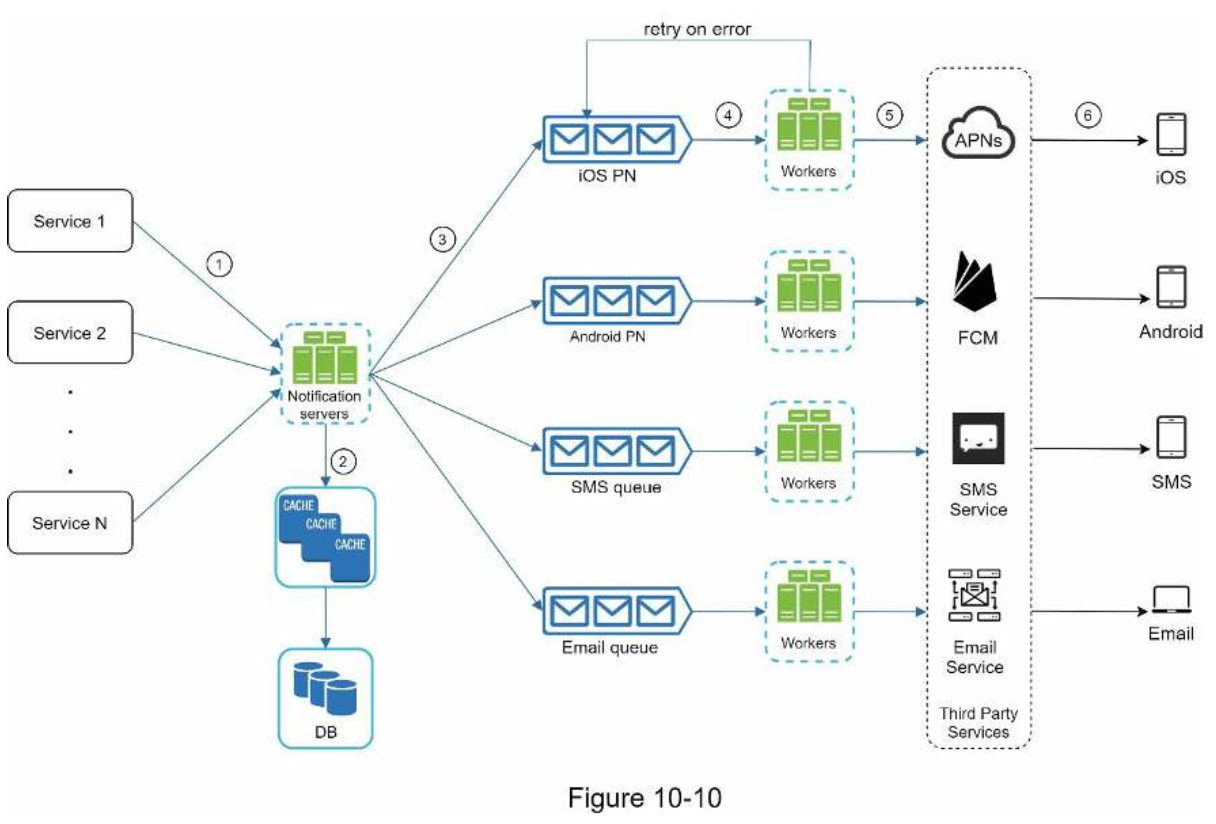 retry on error
4
5
6
APNs
iOS PN
Workers
iOS
Service 1
3
1
Service 2
Android PN
Workers
FCM
Android
Notification
servers
.
.
.
2
SMS queue
Workers
SMS
Service
SMS
Service N
CACHE
CACHE
CACHE
Email queue
Workers
Email
Service
Email
DB
Third Party
Services
Figure 10-10